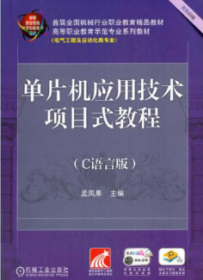 首届全国机械行业职业教育精品教材
高等职业教育示范专业系列教材
（电气工程及自动化类专业）
单片机应用技术
项目式教程
（C语言版）
孟凤果 主编
机械工业出版社